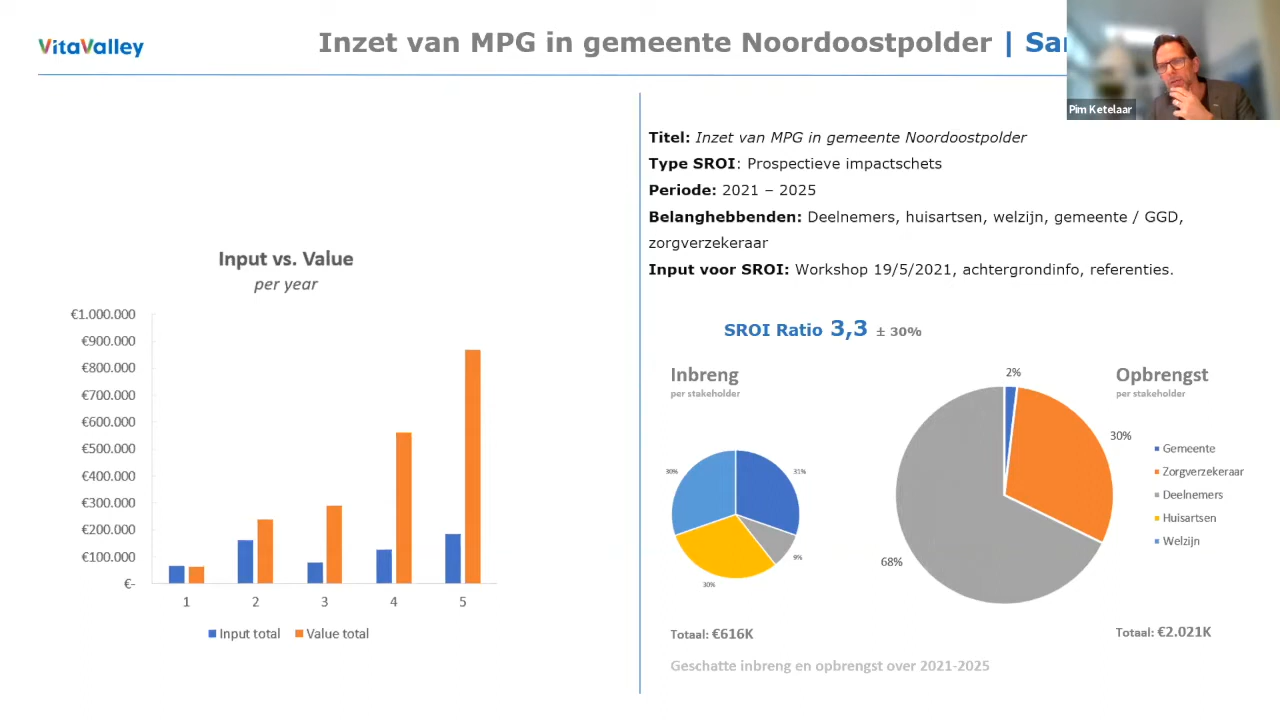 VitaValley
Inzet van MPG in gemeente Noordoostpolder |
Pim Ketelaar
Titel: Inzet van MPG in gemeente Noordoostpolder
Type SROI: Prospectieve impactschets
Periode: 2021 – 2025
Belanghebbenden: Deelnemers, huisartsen, welzijn, gemeente / GGD,
zorgverzekeraar
Input voor SROI: Workshop 19/5/2021, achtergrondinfo, referenties.
Input vs. Value
per year
€1.000.000
€900.000
€800.000
€700.000
€600.000
€500.000
€400.000
€300.000
€200.000
€100.000
€-
1 2 3 4 5
Input total Value total
SROI Ratio 3,3 ± 30%
Inbreng
per stakeholder
30%
31%
9%
30%
Totaal: €616K
Opbrengst
per stakeholder
2%
30%
68%
Gemeente
Zorgverzekeraar
Deelnemers
Huisartsen
Welzijn
Totaal: €2.021K
Geschatte inbreng en opbrengst over 2021-2025